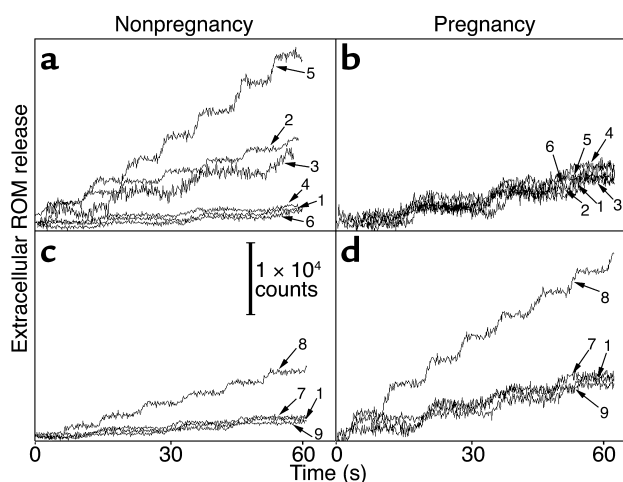 Nonpregnancy Pregnancy
a b
5
2
3
4
1
6
4
5
6
3
1
2
Extracellular ROM release
c d
1 × 10⁴
counts
8
7 1
9
8
7 1
9
0 30 60 0 30 60
Time (s)